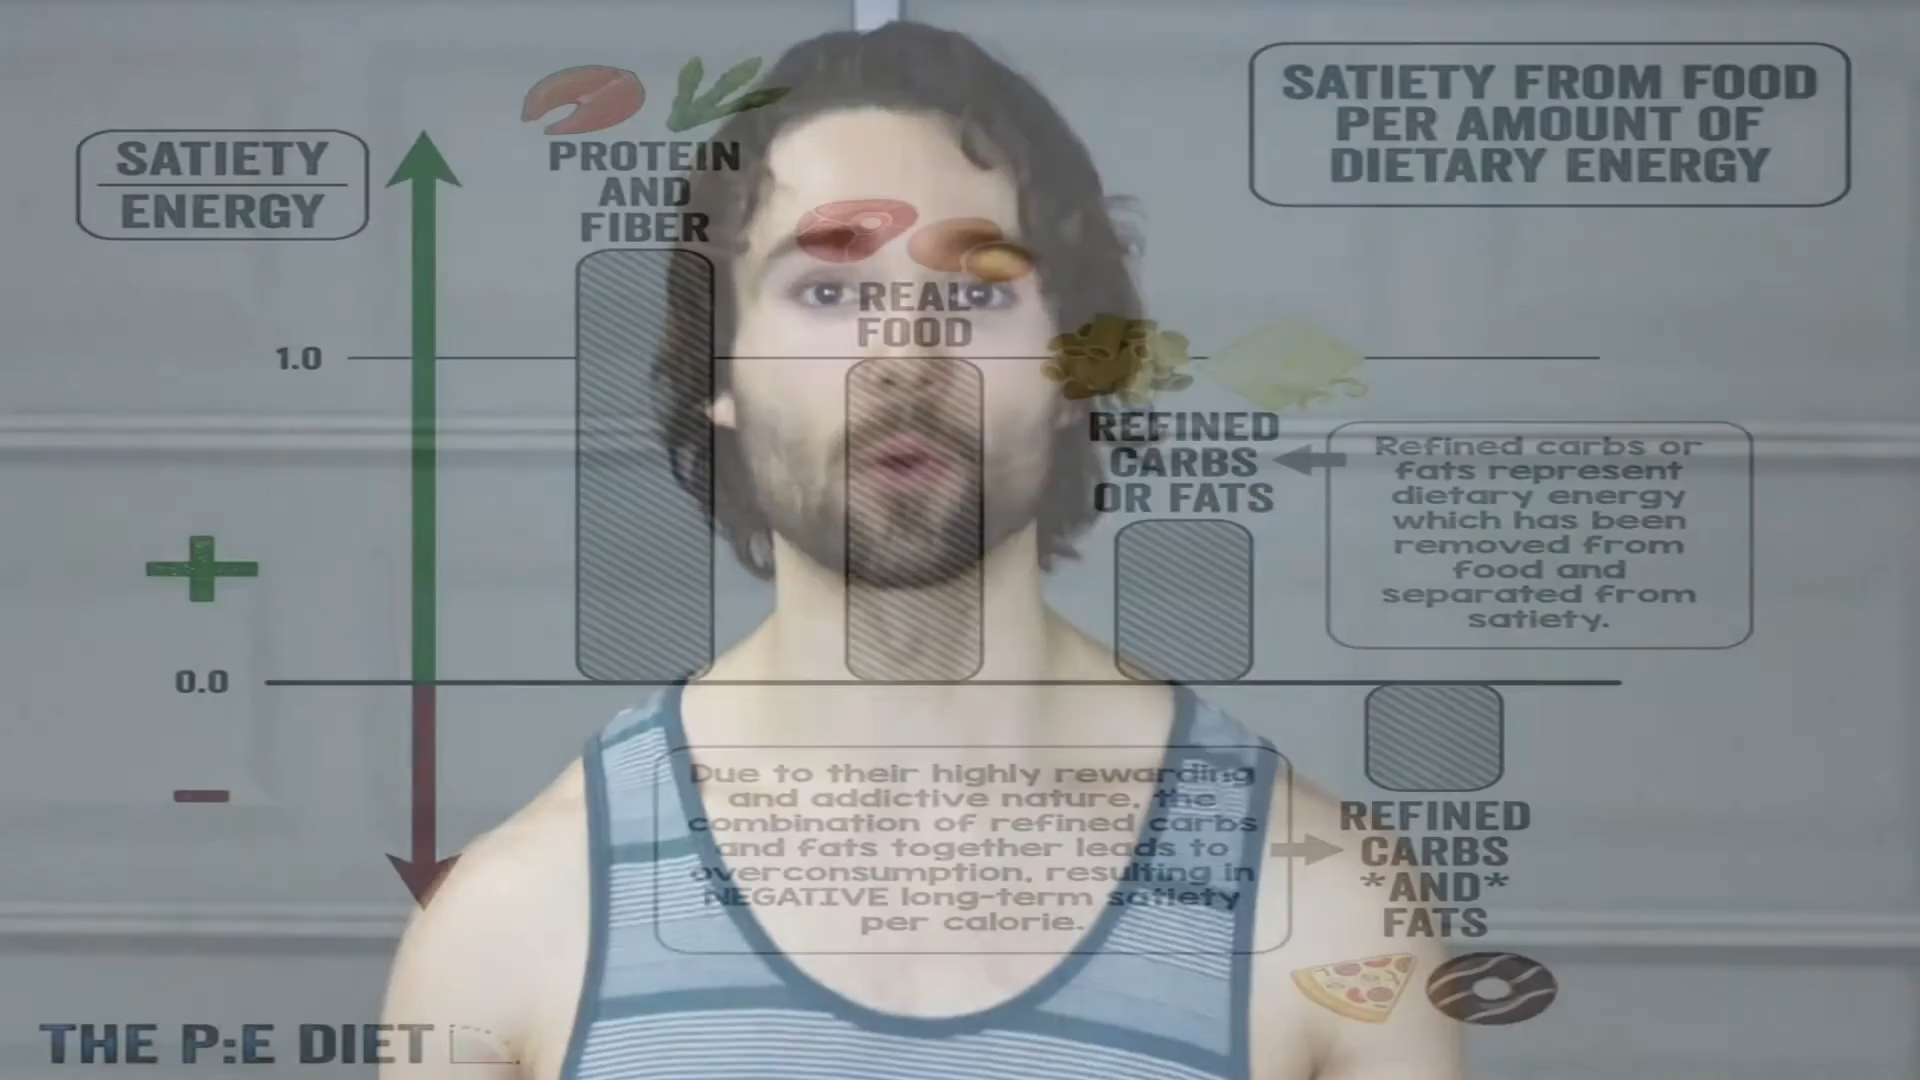 SATIETY FROM FOOD
PER AMOUNT OF
DIETARY ENERGY
SATIETY
ENERGY
PROTEIN
AND
FIBER
REAL
FOOD
1.0
REFINED
CARBS
OR FATS
Refined carbs or
fats represent
dietary energy
which has been
removed from
food and
separated from
satiety.
0.0
Due to their highly rewarding
and addictive nature, the
combination of refined carbs
and fats together leads to
overconsumption, resulting in
NEGATIVE long-term satiety
per calorie.
REFINED
CARBS
*AND*
FATS
THE P:E DIET